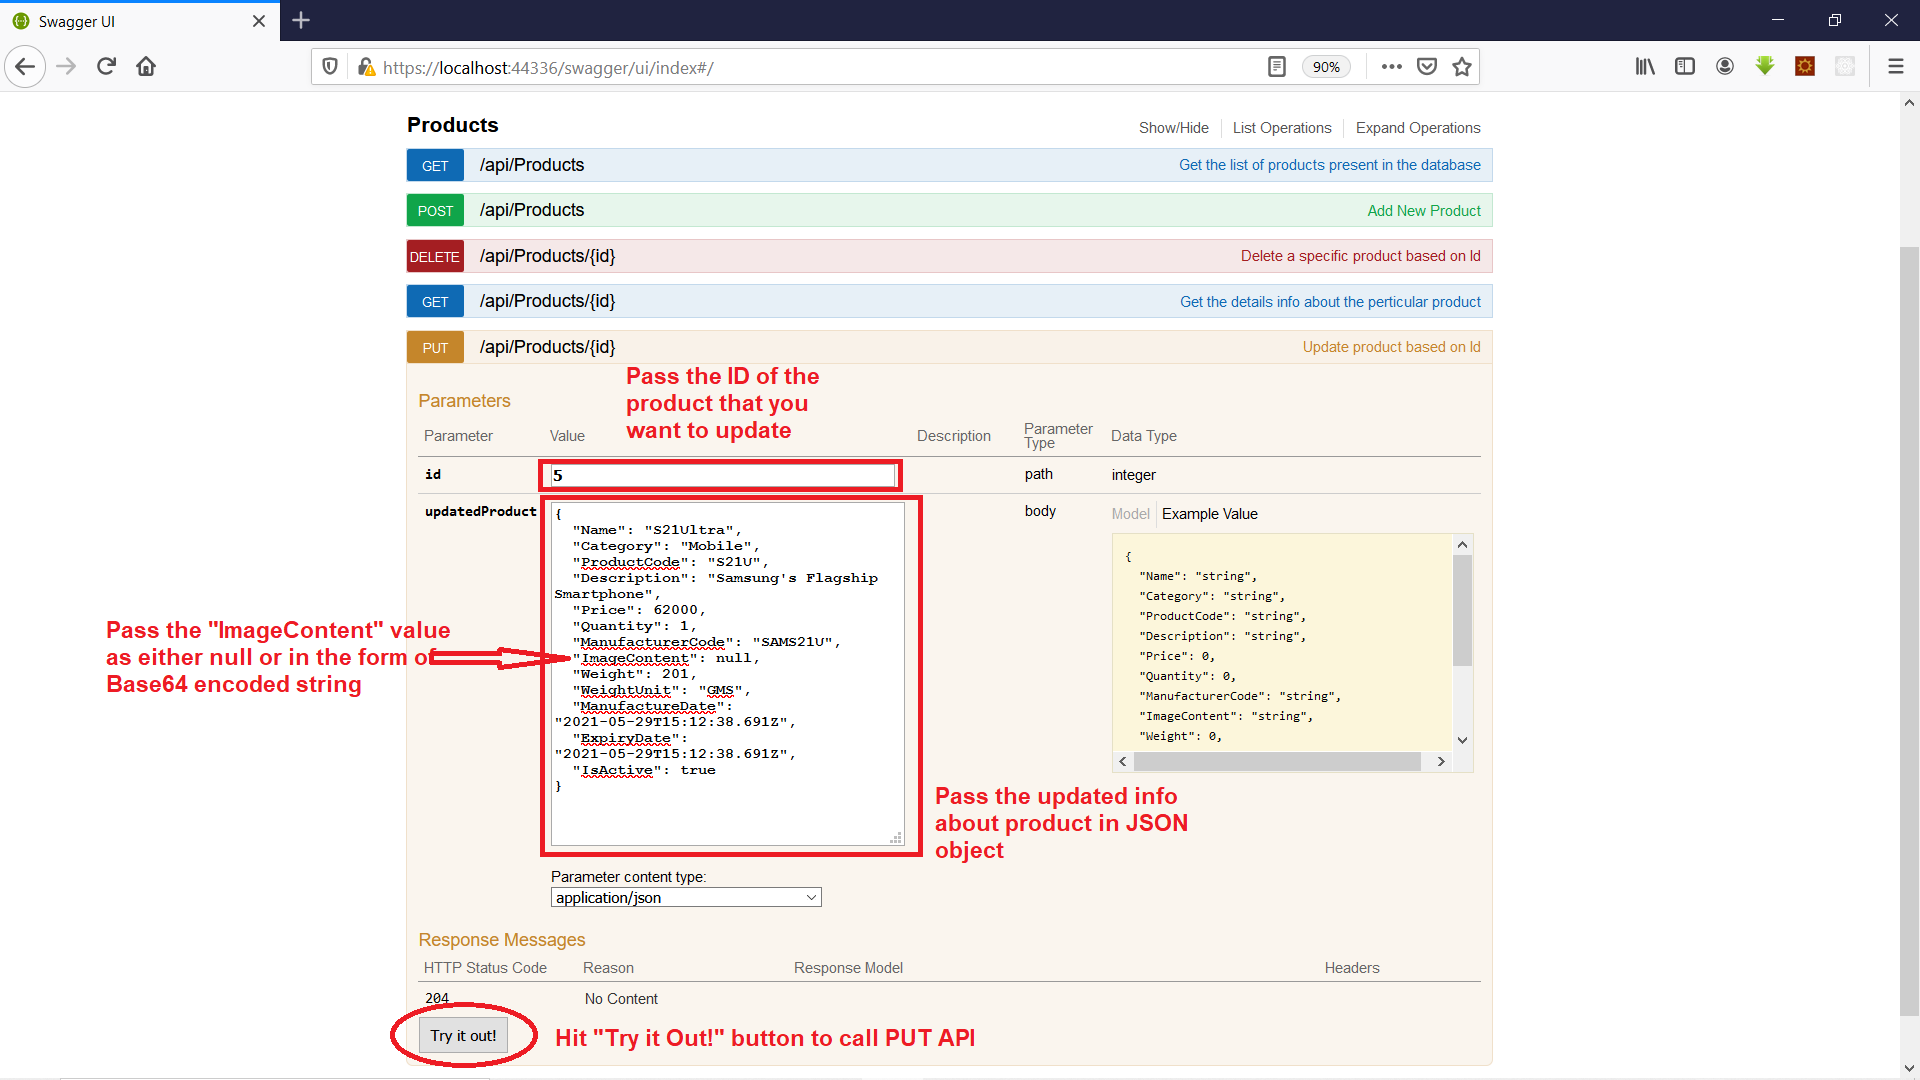 Swagger UI
https://localhost:44336/swagger/ui/index#/
90%
Products
Show/Hide
List Operations
Expand Operations
GET
/api/Products
Get the list of products present in the database
POST
/api/Products
Add New Product
DELETE
/api/Products/{id}
Delete a specific product based on Id
GET
/api/Products/{id}
Get the details info about the perticular product
PUT
/api/Products/{id}
Update product based on Id
Pass the ID of the
product that you
want to update
Parameters
Parameter
Value
Description
Parameter
Type
Data Type
id
5
path
integer
updatedProduct
{
"Name": "S21Ultra",
"Category": "Mobile",
"ProductCode": "S21U",
"Description": "Samsung's Flagship
Smartphone",
"Price": 62000,
"Quantity": 1,
"ManufacturerCode": "SAMS21U",
"ImageContent": null,
"Weight": 201,
"WeightUnit": "GMS",
"ManufactureDate":
"2021-05-29T15:12:38.691Z",
"ExpiryDate":
"2021-05-29T15:12:38.691Z",
"IsActive": true
}
body
Model
Example Value
{
"Name": "string",
"Category": "string",
"ProductCode": "string",
"Description": "string",
"Price": 0,
"Quantity": 0,
"ManufacturerCode": "string",
"ImageContent": "string",
"Weight": 0,
Pass the "ImageContent" value
as either null or in the form of
Base64 encoded string
Pass the updated info
about product in JSON
object
Parameter content type:
application/json
Response Messages
HTTP Status Code
Reason
Response Model
Headers
204
No Content
Try it out!
Hit "Try it Out!" button to call PUT API